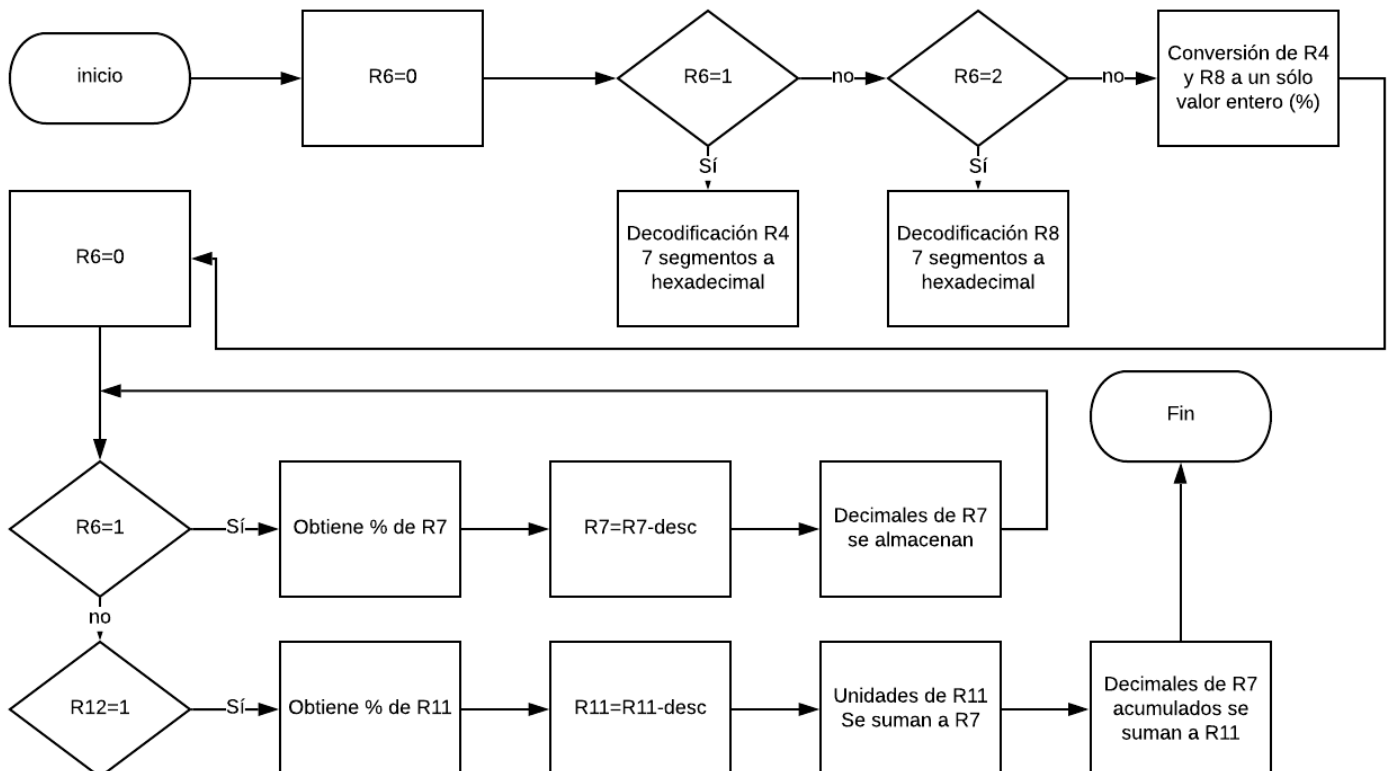 inicio
R6=0
R6=1
no
R6=2
no
Conversión de R4
y R8 a un sólo
valor entero (%)
Sí
Sí
R6=0
Decodificación R4
7 segmentos a
hexadecimal
Decodificación R8
7 segmentos a
hexadecimal
Fin
R6=1
Sí
Obtiene % de R7
R7=R7-desc
Decimales de R7
se almacenan
no
R12=1
Sí
Obtiene % de R11
R11=R11-desc
Unidades de R11
Se suman a R7
Decimales de R7
acumulados se
suman a R11